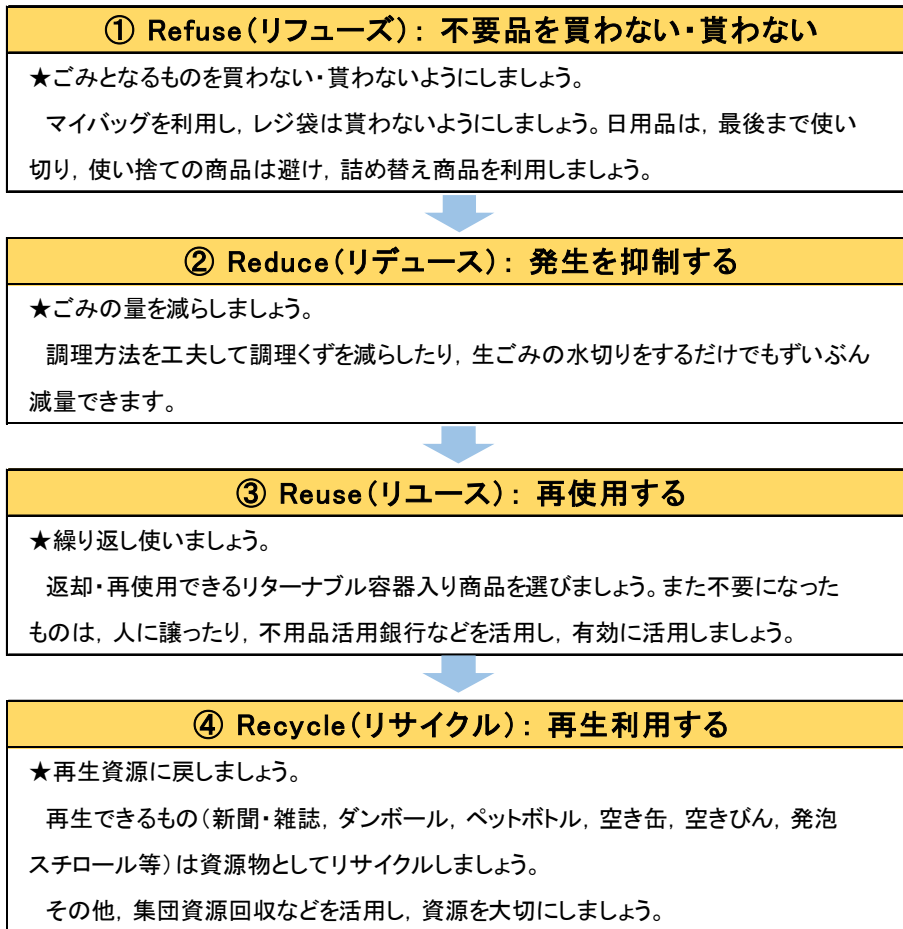 ① Refuse(リフューズ): 不要品を買わない・貰わない
★ごみとなるものを買わない・貰わないようにしましょう。
マイバッグを利用し, レジ袋は貰わないようにしましょう。日用品は, 最後まで使い
切り, 使い捨ての商品は避け, 詰め替え商品を利用しましょう。
② Reduce(リデュース): 発生を抑制する
★ごみの量を減らしましょう。
調理方法を工夫して調理くずを減らしたり, 生ごみの水切りをするだけでもずいぶん
減量できます。
③ Reuse(リユース): 再使用する
★繰り返し使いましょう。
返却・再使用できるリターナブル容器入り商品を選びましょう。また不要になった
ものは, 人に譲ったり, 不用品活用銀行などを活用し, 有効に活用しましょう。
④ Recycle(リサイクル): 再生利用する
★再生資源に戻しましょう。
再生できるもの(新聞・雑誌, ダンボール, ペットボトル, 空き缶, 空きびん, 発泡
スチロール等)は資源物としてリサイクルしましょう。
その他, 集団資源回収などを活用し, 資源を大切にしましょう。